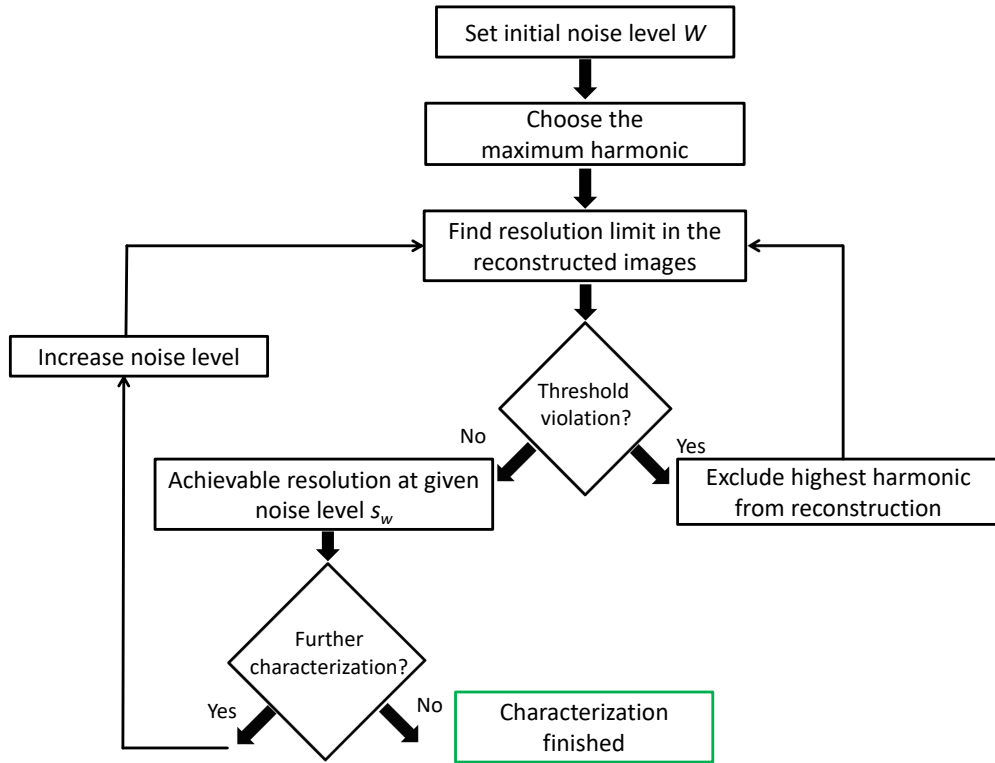 Set initial noise level W
Choose the
maximum harmonic
Find resolution limit in the
reconstructed images
Increase noise level
Threshold
violation?
No
Yes
Achievable resolution at given
noise level s_w
Exclude highest harmonic
from reconstruction
Further
characterization?
Yes
No
Characterization
finished